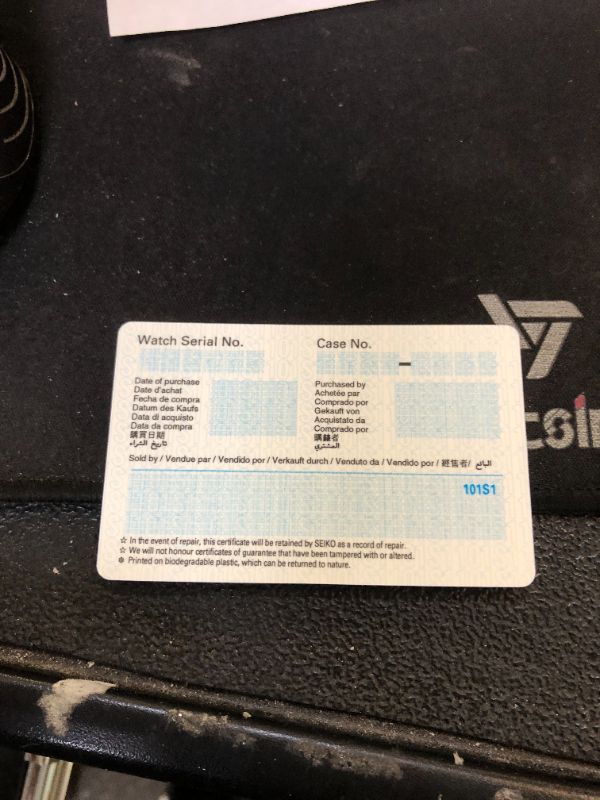 Watch Serial No.
Case No.
Date of purchase
Date d'achat
Fecha de compra
Datum des Kaufs
Data di acquisto
Data da compra
購買日期
تاريخ الشراء
Purchased by
Achetée par
Comprado por
Gekauft von
Acquistato da
Comprado por
購錶者
المشتري
Sold by / Vendue par / Vendido por / Verkauft durch / Venduto da / Vendido por / 經售者/ البائع
101S1
☆ In the event of repair, this certificate will be retained by SEIKO as a record of repair.
☆ We will not honour certificates of guarantee that have been tampered with or altered.
Printed on biodegradable plastic, which can be returned to nature.